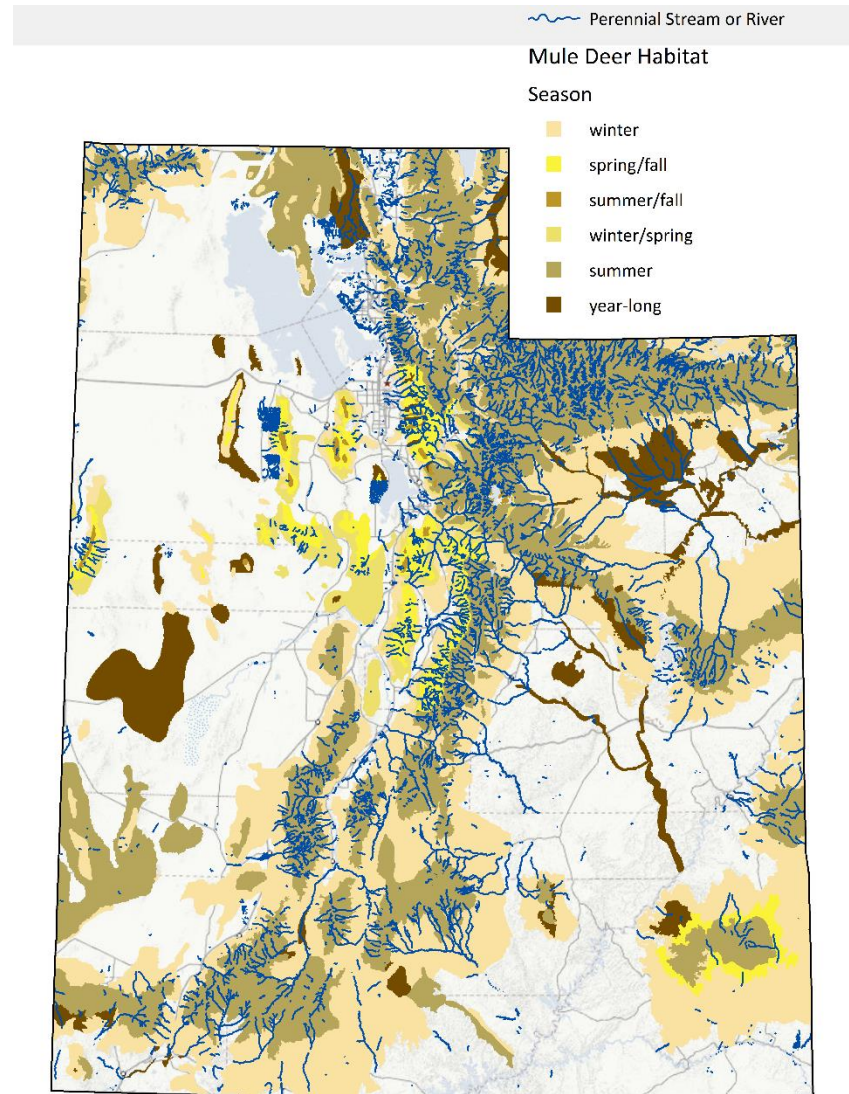 Perennial Stream or River
Mule Deer Habitat
Season
winter
spring/fall
summer/fall
winter/spring
summer
year-long